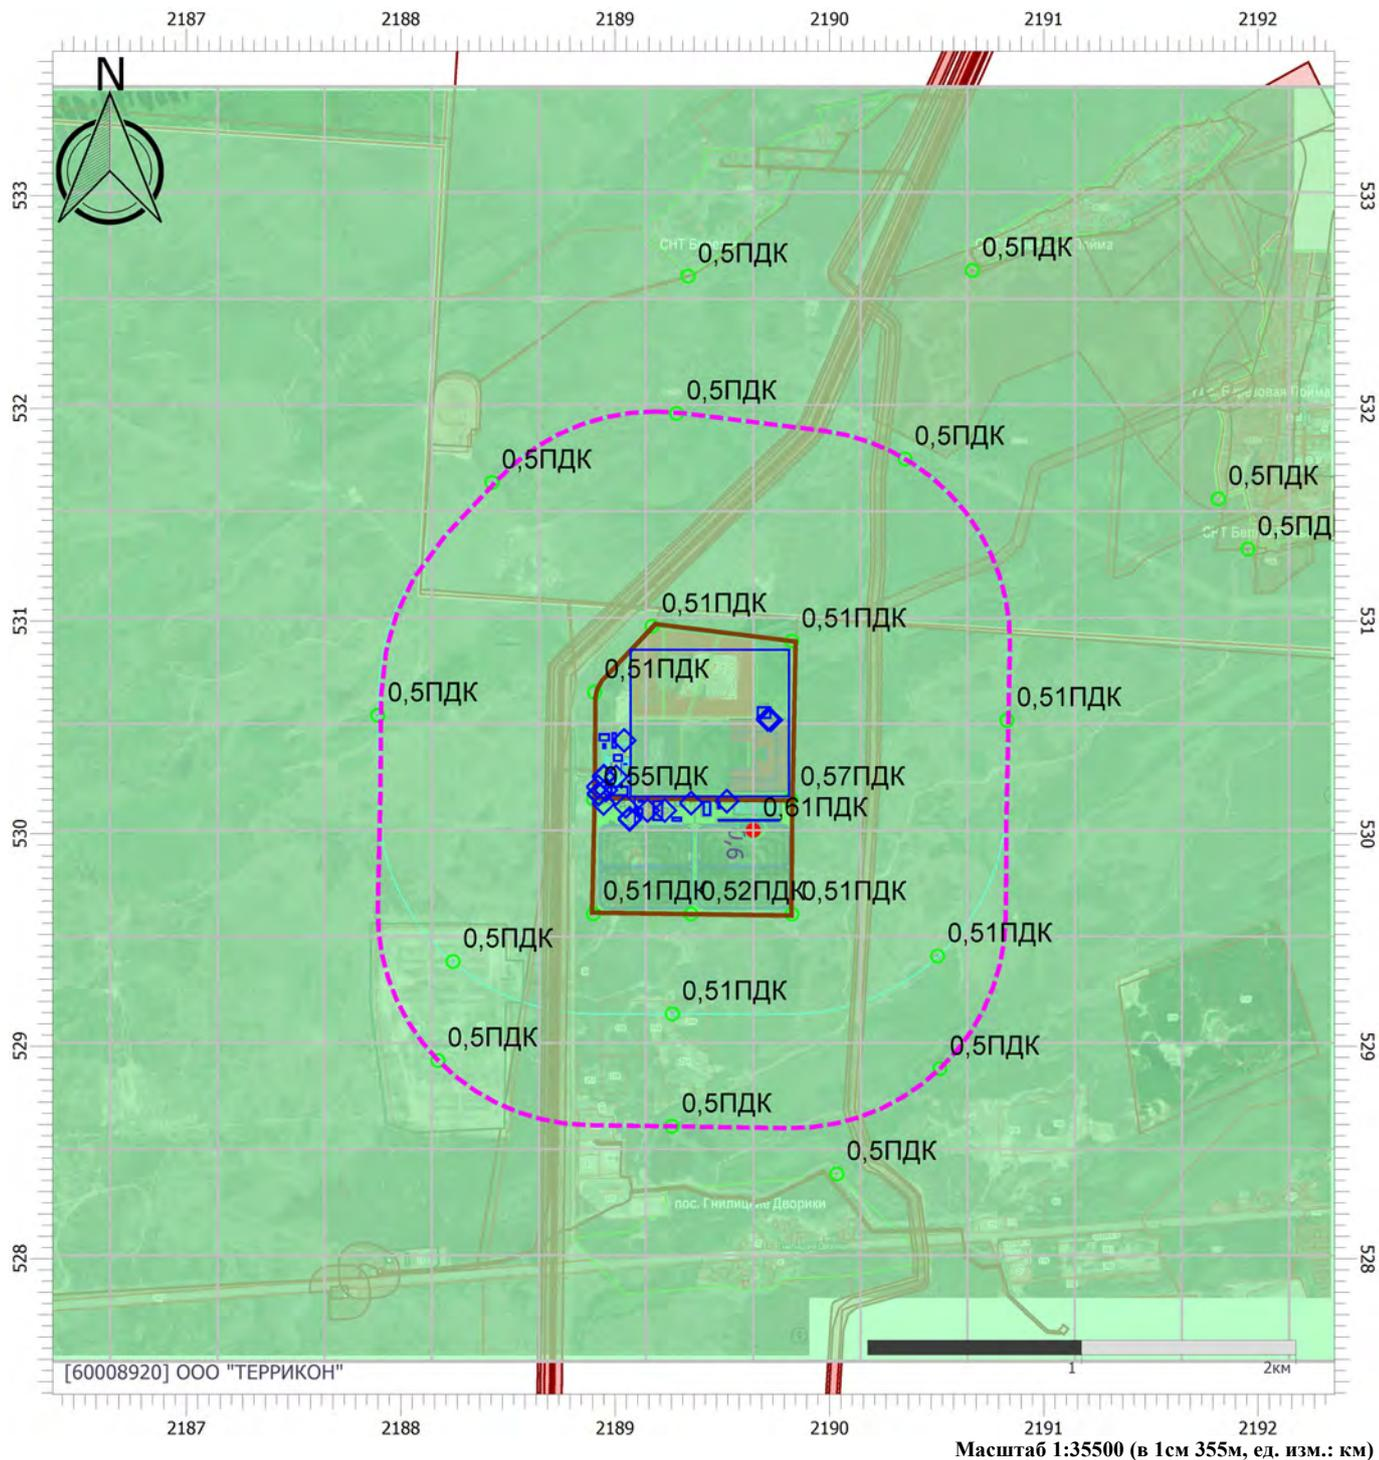 2187 2188 2189 2190 2191 2192
N
533 533
СНТ
0,5ПДК
0,5ПДК
532 532
0,5ПДК
0,5ПДК
0,5ПДК
0,5ПДК
0,5ПД
СНТ
531 531
0,51ПДК
0,51ПДК
0,51ПДК
0,5ПДК
0,51ПДК
0,55ПДК
0,57ПДК
0,61ПДК
530 530
0,6
0,51ПДК
0,52ПДК
0,51ПДК
0,5ПДК
0,51ПДК
0,51ПДК
529 529
0,5ПДК
0,5ПДК
0,5ПДК
0,5ПДК
пос. Гнилицкие Дворики
528 528
1 2км
[60008920] ООО "ТЕРРИКОН"
2187 2188 2189 2190 2191 2192
Масштаб 1:35500 (в 1см 355м, ед. изм.: км)